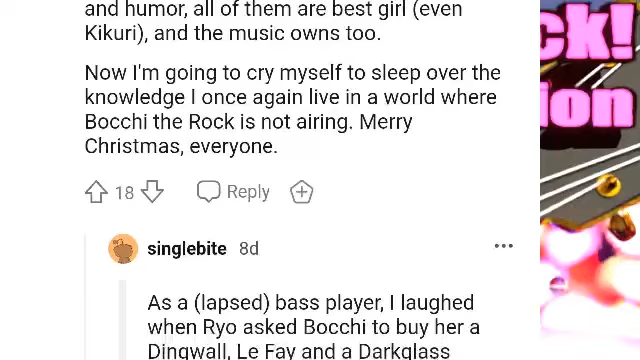 and humor, all of them are best girl (even
Kikuri), and the music owns too.
Now I'm going to cry myself to sleep over the
knowledge I once again live in a world where
Bocchi the Rock is not airing. Merry
Christmas, everyone.
18
Reply
singlebite 8d
As a (lapsed) bass player, I laughed
when Ryo asked Bocchi to buy her a
Dingwall, Le Fay and a Darkglass
ck!
ion